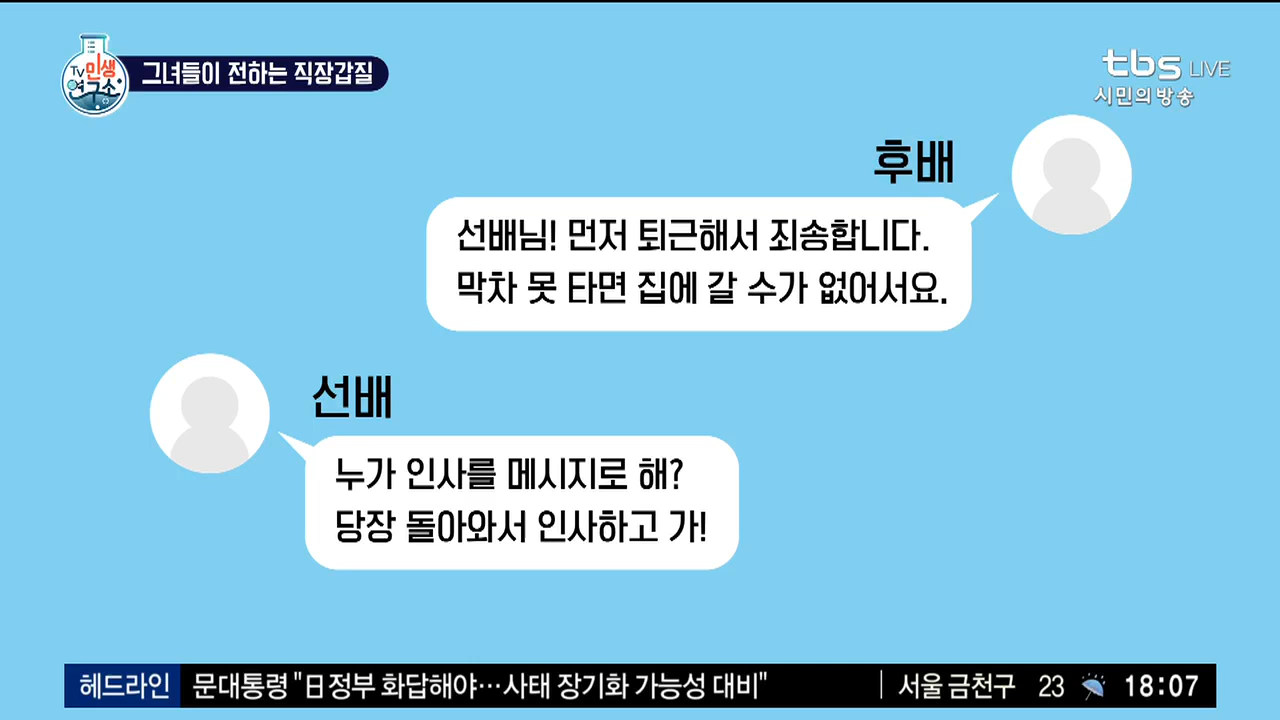 TV민생
연구소
그녀들이 전하는 직장갑질
tbs LIVE
시민의 방송
후배
선배님! 먼저 퇴근해서 죄송합니다.
막차 못 타면 집에 갈 수가 없어서요.
선배
누가 인사를 메시지로 해?
당장 돌아와서 인사하고 가!
헤드라인 문대통령 "日정부 화답해야…사태 장기화 가능성 대비" 서울 금천구 23 18:07